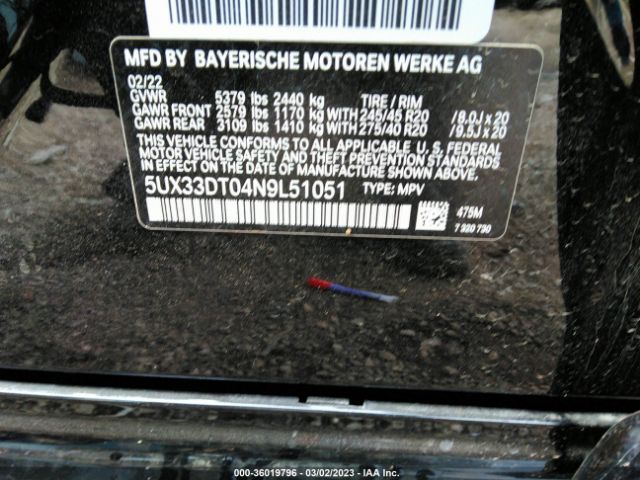 MFD BY BAYERISCHE MOTOREN WERKE AG
02/22
GVWR 5379 lbs 2440 kg TIRE / RIM
GAWR FRONT 2579 lbs 1170 kg WITH 245/45 R20 /8.0J x 20
GAWR REAR 3109 lbs 1410 kg WITH 275/40 R20 /9.5J x 20
THIS VEHICLE CONFORMS TO ALL APPLICABLE U. S. FEDERAL
MOTOR VEHICLE SAFETY, BUMPER, AND THEFT PREVENTION STANDARDS
IN EFFECT ON THE DATE OF MANUFACTURE SHOWN ABOVE.
5UX33DT04N9L51051 TYPE: MPV
475M
7 320 730
000-36019796 - 03/02/2023 - IAA Inc.